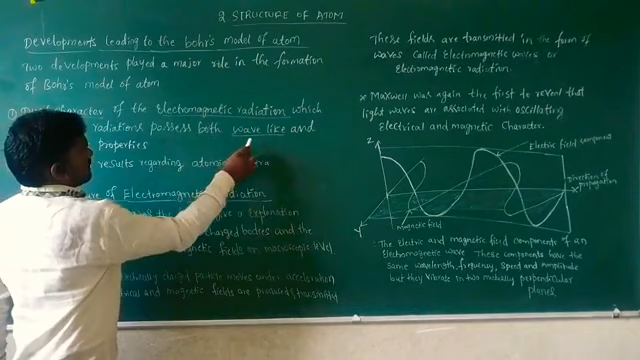 2 STRUCTURE OF ATOM
Developments leading to the bohr's model of atom
Two developments played a major role in the formation
of Bohr's model of atom
① character of the Electromagnetic radiation which
radiations possess both wave like and
properties
results regarding atomic
of Electromagnetic radiation
Explanation
charged bodies and the
fields on macroscopic level
charged particle moves under acceleration
and magnetic fields are produced & transmitted
These fields are transmitted in the form of
waves called Electromagnetic waves or
Electromagnetic radiation.
* Maxwell was again the first to reveal that
light waves are associated with oscillating
Electrical and magnetic character.
Z
Electric field component
Direction of
propagation
X
Y
magnetic field
∴ The electric and magnetic field components of an
Electromagnetic wave These components have the
same wavelength, frequency, speed and amplitude
but they vibrate in two mutually perpendicular
planes